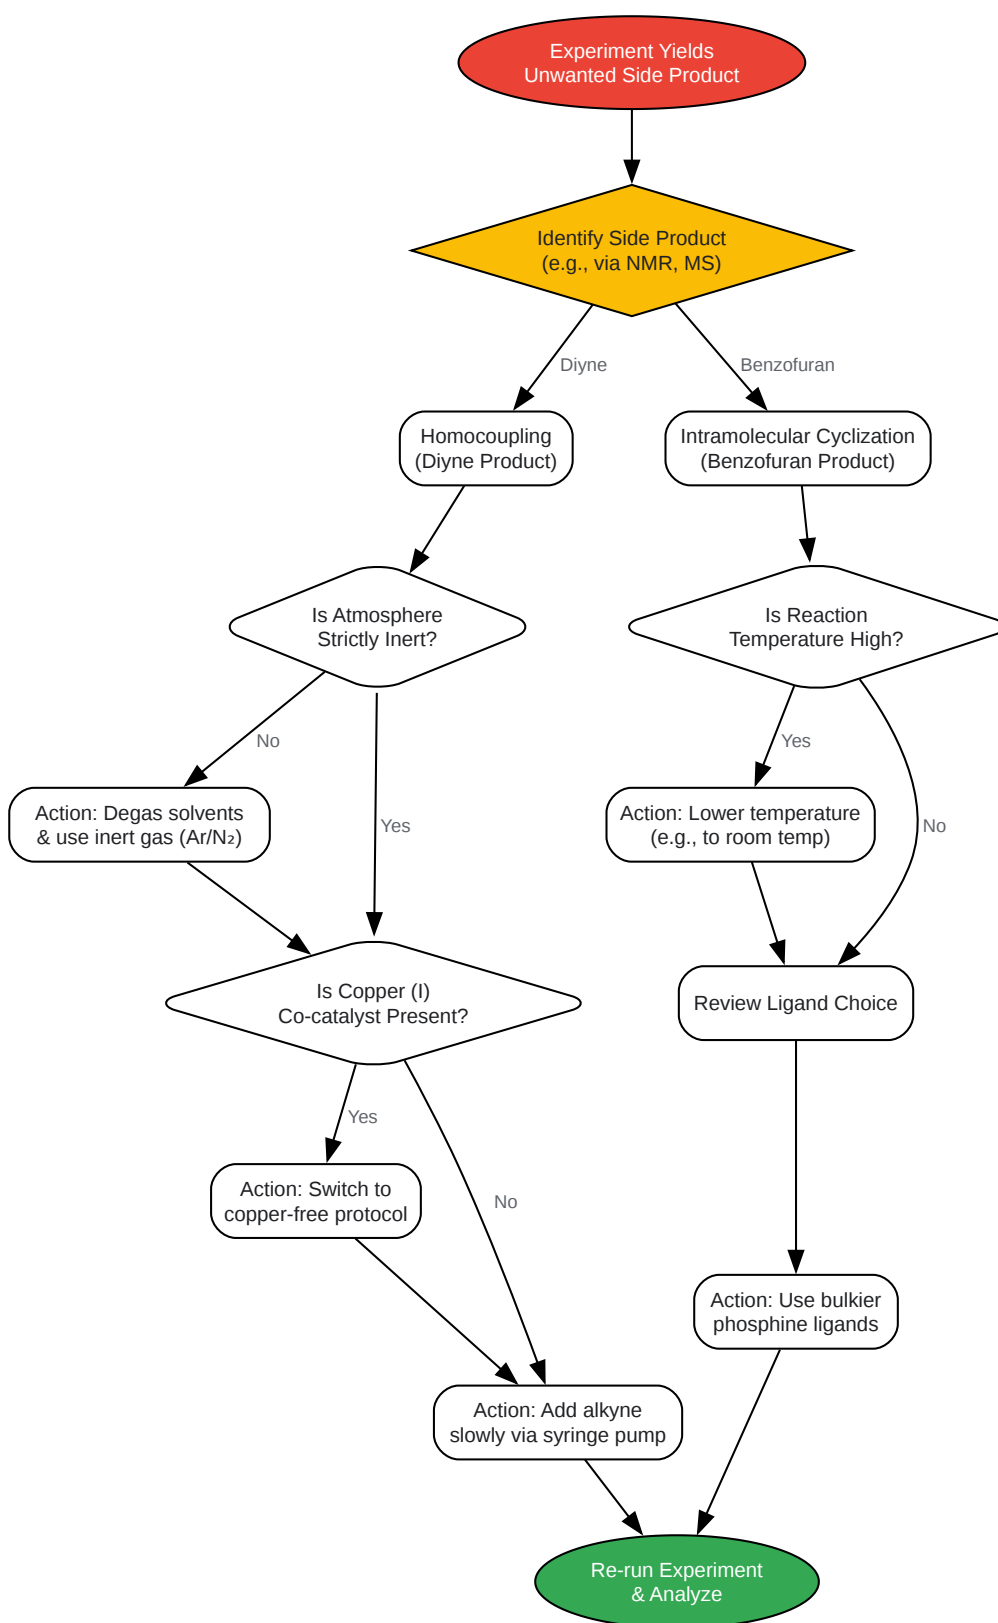 Experiment Yields
Unwanted Side Product
Identify Side Product
(e.g., via NMR, MS)
Diyne
Benzofuran
Homocoupling
(Diyne Product)
Intramolecular Cyclization
(Benzofuran Product)
Is Atmosphere
Strictly Inert?
Is Reaction
Temperature High?
No
Yes
Action: Degas solvents
& use inert gas (Ar/N₂)
Yes
Action: Lower temperature
(e.g., to room temp)
No
Is Copper (I)
Co-catalyst Present?
Review Ligand Choice
Yes
Action: Switch to
copper-free protocol
No
Action: Use bulkier
phosphine ligands
Action: Add alkyne
slowly via syringe pump
Re-run Experiment
& Analyze